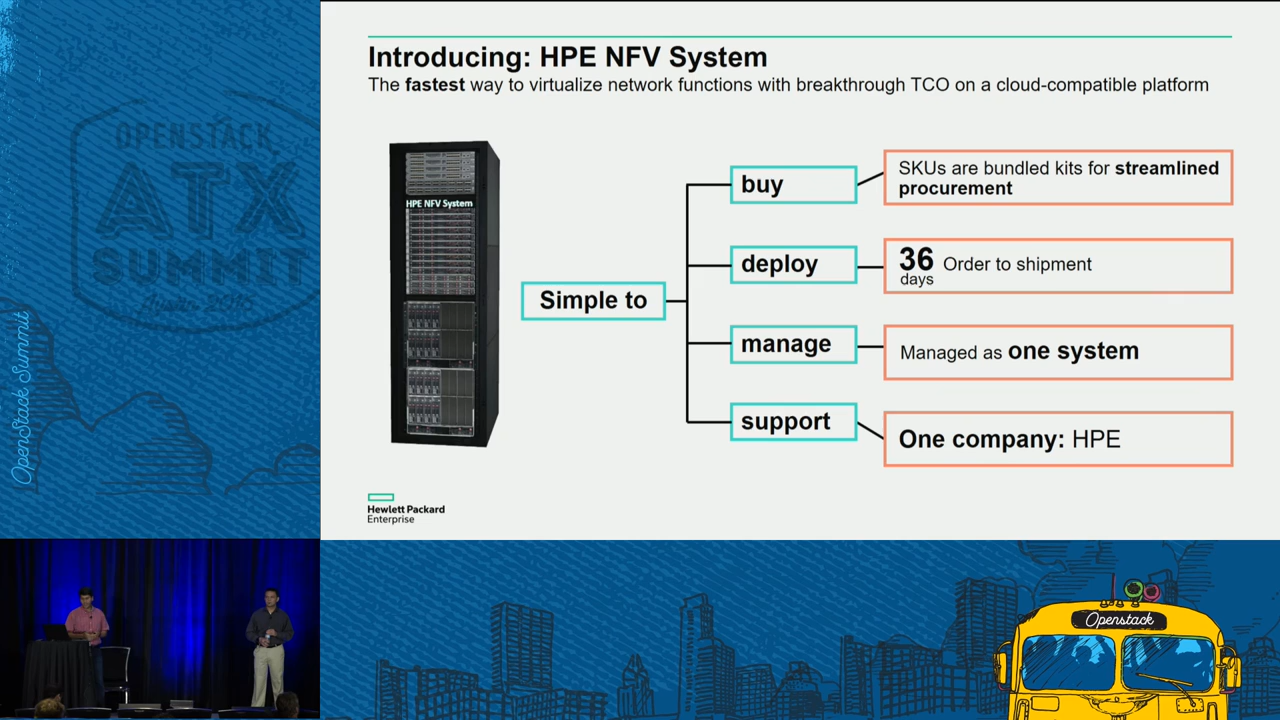 Introducing: HPE NFV System
The fastest way to virtualize network functions with breakthrough TCO on a cloud-compatible platform
OPENSTACK
ATX
SUMMIT
OpenStack Summit
HPE NFV System
Simple to
buy
SKUs are bundled kits for streamlined
procurement
deploy
36 Order to shipment
days
manage
Managed as one system
support
One company: HPE
Hewlett Packard
Enterprise
Openstack